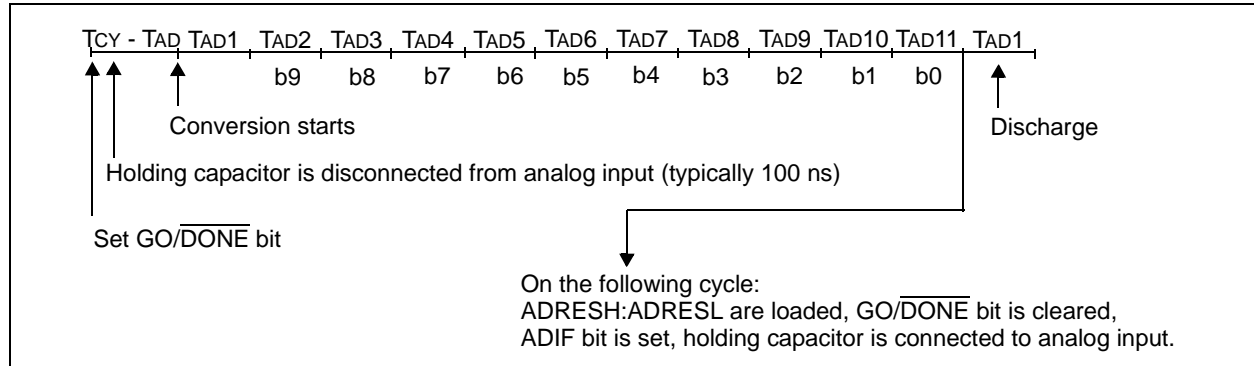 TCY - TAD TAD1 TAD2 TAD3 TAD4 TAD5 TAD6 TAD7 TAD8 TAD9 TAD10 TAD11 TAD1
b9 b8 b7 b6 b5 b4 b3 b2 b1 b0
Conversion starts
Discharge
Holding capacitor is disconnected from analog input (typically 100 ns)
Set GO/DONE bit
On the following cycle:
ADRESH:ADRESL are loaded, GO/DONE bit is cleared,
ADIF bit is set, holding capacitor is connected to analog input.